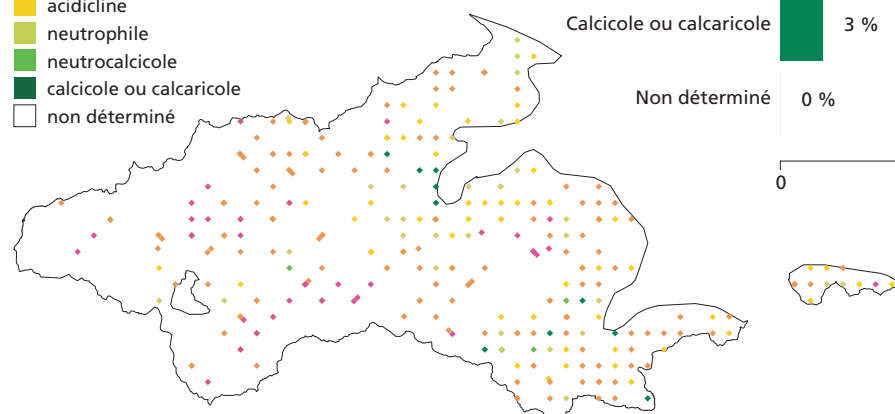 acidicline
neutrophile
neutrocalcicole
calcicole ou calcaricole
non déterminé
Calcicole ou calcaricole 3 %
Non déterminé 0 %
0